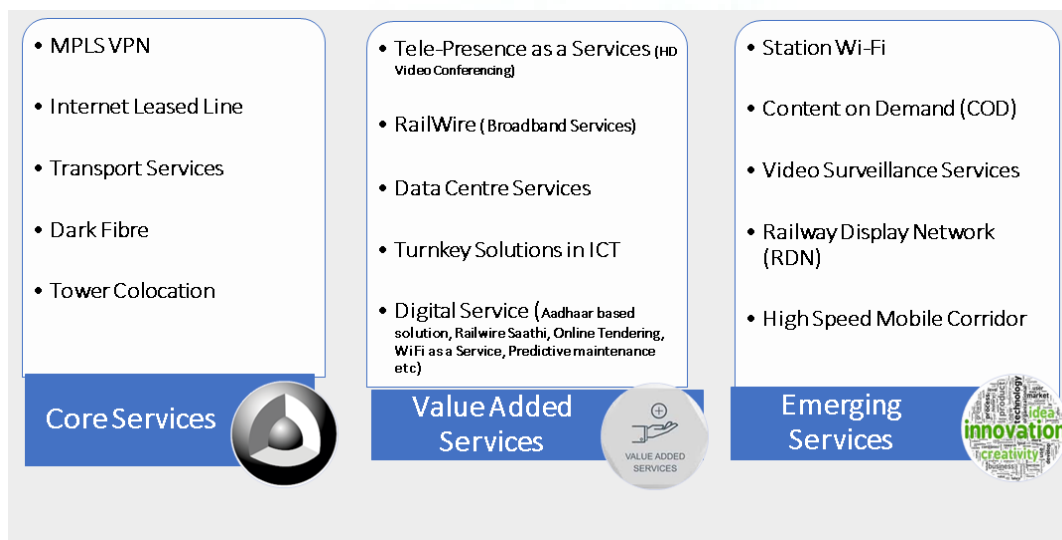 • MPLS VPN
• Internet Leased Line
• Transport Services
• Dark Fibre
• Tower Colocation
Core Services
• Tele-Presence as a Services (HD
Video Conferencing)
• RailWire (Broadband Services)
• Data Centre Services
• Turnkey Solutions in ICT
• Digital Service (Aadhaar based
solution, Railwire Saathi, Online Tendering,
WiFi as a Service, Predictive maintenance
etc)
Value Added
Services
VALUE ADDED
SERVICES
• Station Wi-Fi
• Content on Demand (COD)
• Video Surveillance Services
• Railway Display Network
(RDN)
• High Speed Mobile Corridor
Emerging
Services
market
product
technology
idea
innovation
creativity
business